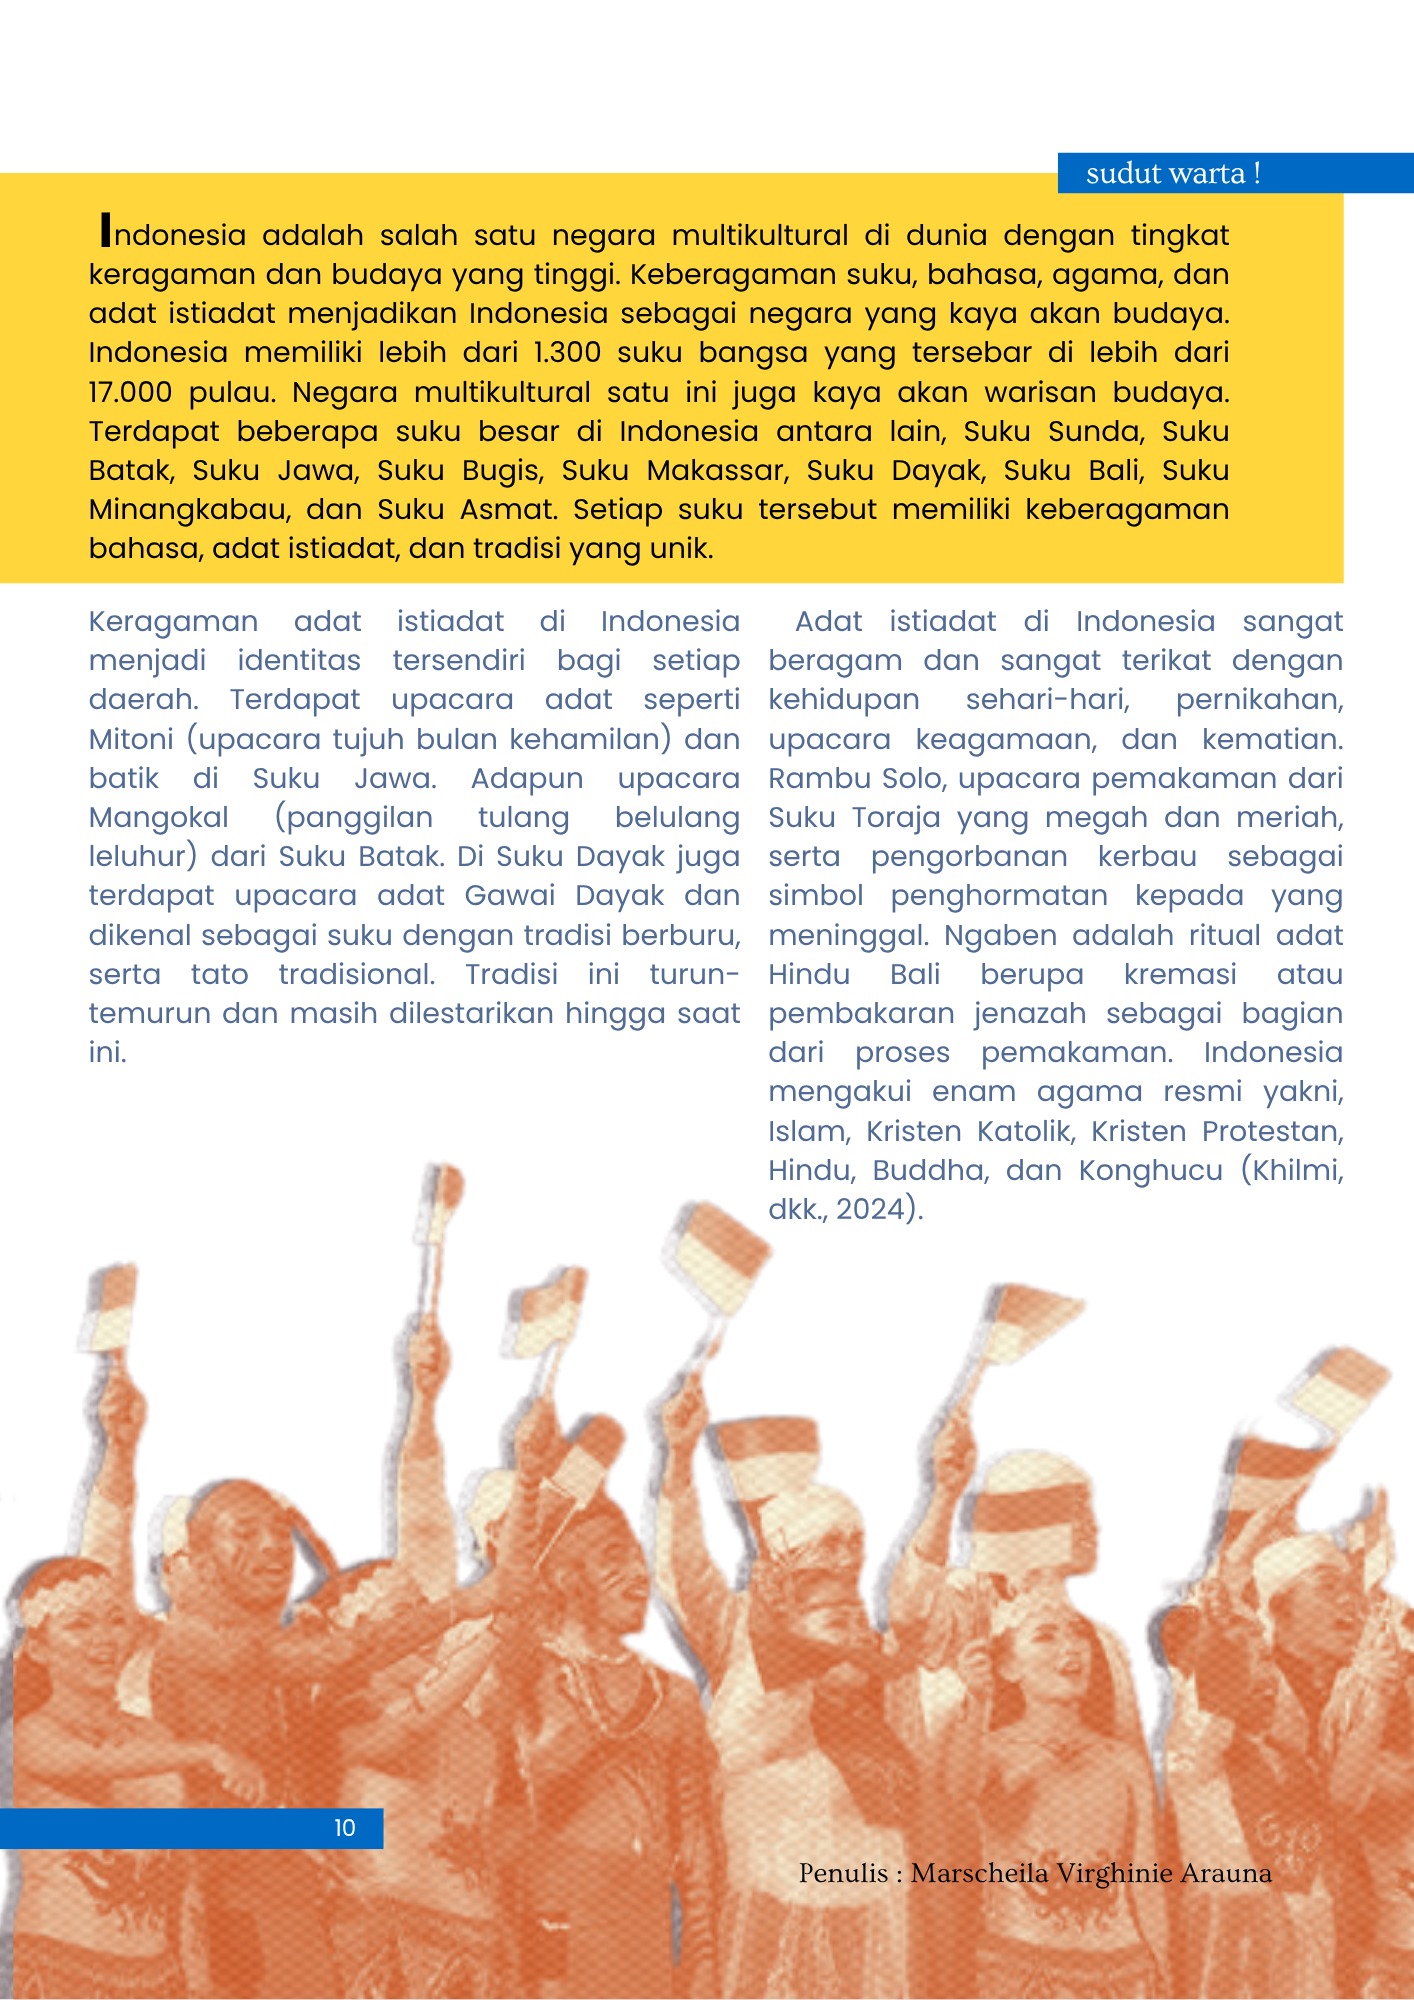 sudut warta !
Indonesia adalah salah satu negara multikultural di dunia dengan tingkat
keragaman dan budaya yang tinggi. Keberagaman suku, bahasa, agama, dan
adat istiadat menjadikan Indonesia sebagai negara yang kaya akan budaya.
Indonesia memiliki lebih dari 1.300 suku bangsa yang tersebar di lebih dari
17.000 pulau. Negara multikultural satu ini juga kaya akan warisan budaya.
Terdapat beberapa suku besar di Indonesia antara lain, Suku Sunda, Suku
Batak, Suku Jawa, Suku Bugis, Suku Makassar, Suku Dayak, Suku Bali, Suku
Minangkabau, dan Suku Asmat. Setiap suku tersebut memiliki keberagaman
bahasa, adat istiadat, dan tradisi yang unik.
Keragaman adat istiadat di Indonesia
menjadi identitas tersendiri bagi setiap
daerah. Terdapat upacara adat seperti
Mitoni (upacara tujuh bulan kehamilan) dan
batik di Suku Jawa. Adapun upacara
Mangokal (panggilan tulang belulang
leluhur) dari Suku Batak. Di Suku Dayak juga
terdapat upacara adat Gawai Dayak dan
dikenal sebagai suku dengan tradisi berburu,
serta tato tradisional. Tradisi ini turun-
temurun dan masih dilestarikan hingga saat
ini.
Adat istiadat di Indonesia sangat
beragam dan sangat terikat dengan
kehidupan sehari-hari, pernikahan,
upacara keagamaan, dan kematian.
Rambu Solo, upacara pemakaman dari
Suku Toraja yang megah dan meriah,
serta pengorbanan kerbau sebagai
simbol penghormatan kepada yang
meninggal. Ngaben adalah ritual adat
Hindu Bali berupa kremasi atau
pembakaran jenazah sebagai bagian
dari proses pemakaman. Indonesia
mengakui enam agama resmi yakni,
Islam, Kristen Katolik, Kristen Protestan,
Hindu, Buddha, dan Konghucu (Khilmi,
dkk., 2024).
10
Penulis : Marscheila Virghinie Arauna